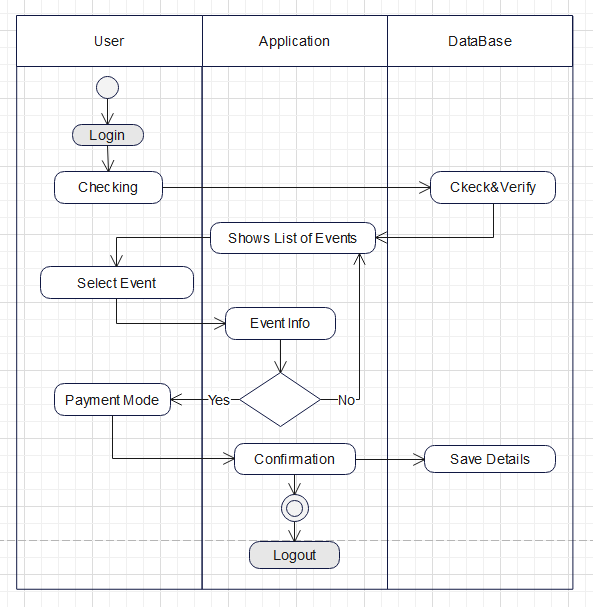 User
Application
DataBase
Login
Checking
Ckeck&Verify
Shows List of Events
Select Event
Event Info
Payment Mode
Yes
No
Confirmation
Save Details
Logout